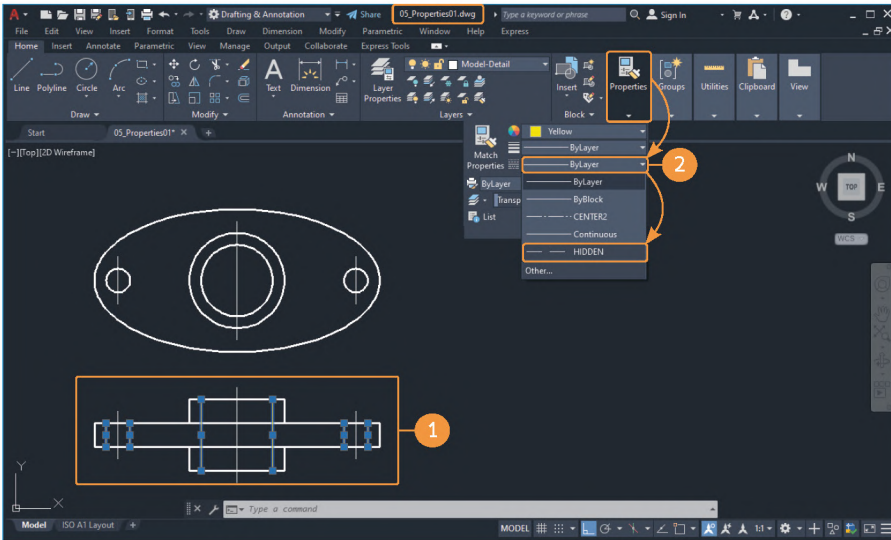 A Drafting & Annotation Share 05_Properties01.dwg Type a keyword or phrase Sign In
File Edit View Insert Format Tools Draw Dimension Modify Parametric Window Help Express
Home Insert Annotate Parametric View Manage Output Collaborate Express Tools
Line Polyline Circle Arc Text Dimension Layer Properties Model-Detail Insert Properties Groups Utilities Clipboard View
Draw Modify Annotation Layers Block
Start 05_Properties01* × +
[−][Top][2D Wireframe]
Match Properties
Yellow
ByLayer
ByLayer
2
ByLayer
Transp
List
ByLayer
ByBlock
CENTER2
Continuous
HIDDEN
Other...
N
W TOP E
S
WCS
1
Y
X
Type a command
Model ISO A1 Layout + MODEL 1:1